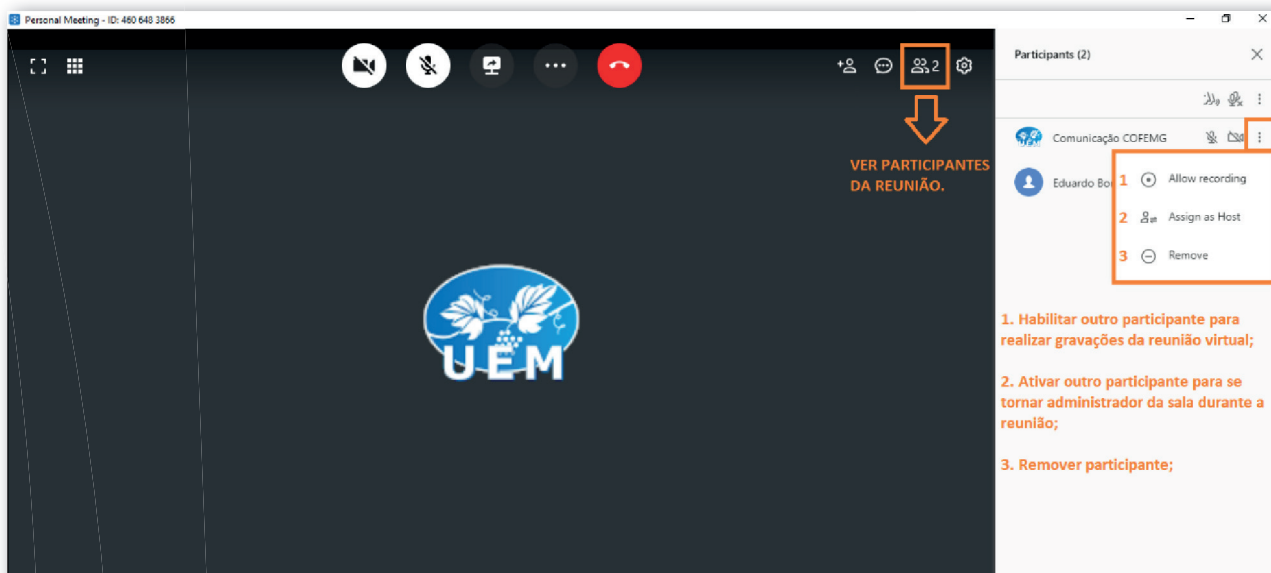 Personal Meeting - ID: 460 648 3866
2
VER PARTICIPANTES
DA REUNIÃO.
UEM
Participants (2)
Comunicação COFEMG
Eduardo
1 Allow recording
2 Assign as Host
3 Remove
1. Habilitar outro participante para
realizar gravações da reunião virtual;
2. Ativar outro participante para se
tornar administrador da sala durante a
reunião;
3. Remover participante;